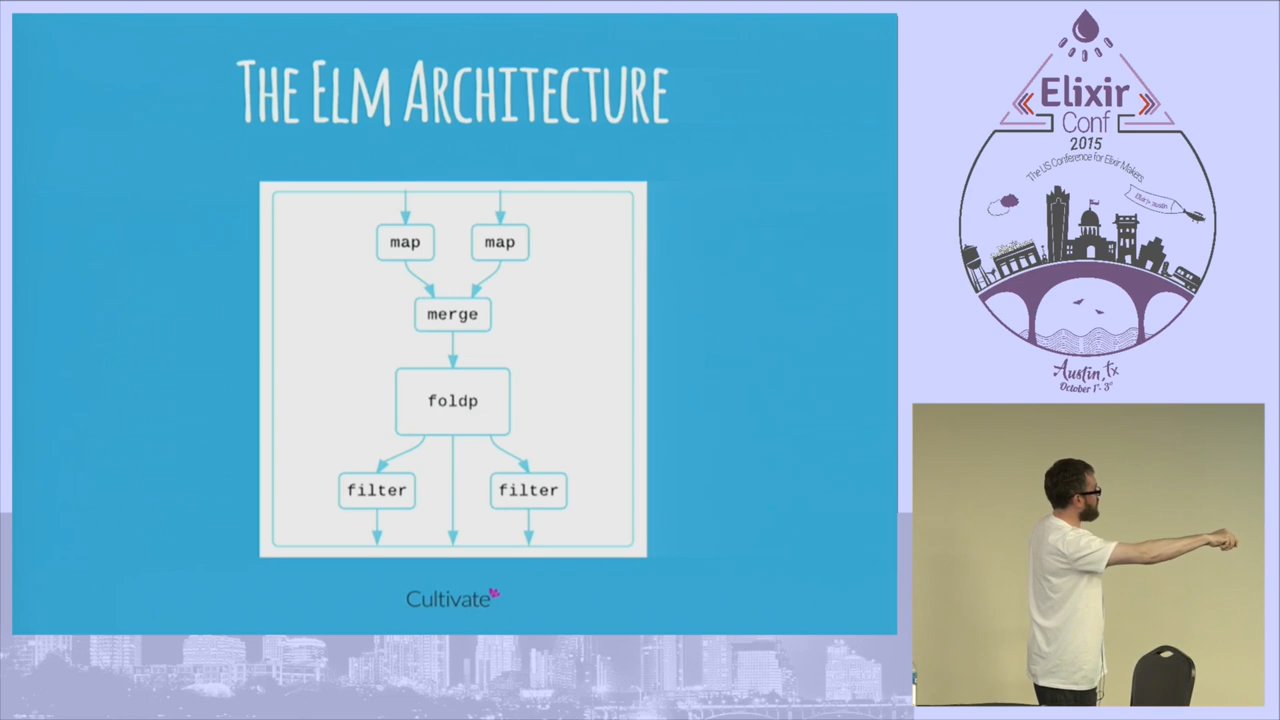 The Elm Architecture
map
map
merge
foldp
filter
filter
Cultivate
Elixir
Conf
2015
The US Conference for Elixir Makers
Austin, TX
October 1st - 3rd